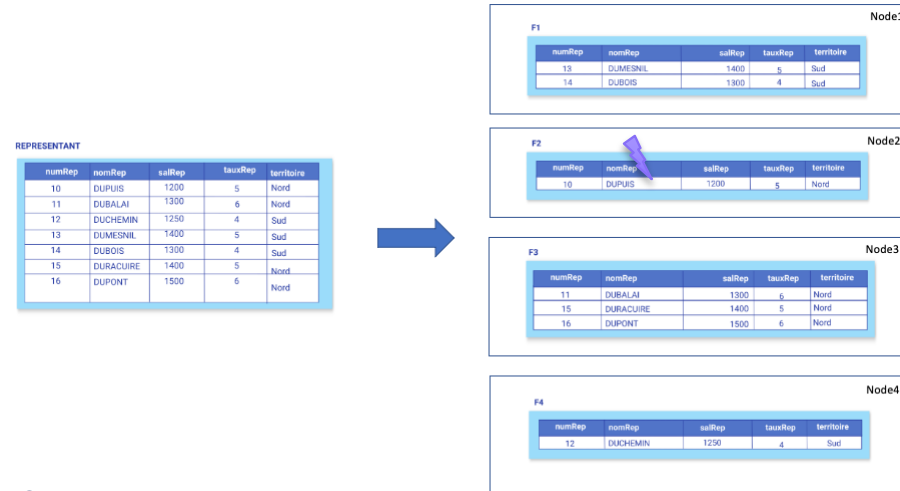 REPRESENTANT
numRep nomRep salRep tauxRep territoire
10 DUPUIS 1200 5 Nord
11 DUBALAI 1300 6 Nord
12 DUCHEMIN 1250 4 Sud
13 DUMESNIL 1400 5 Sud
14 DUBOIS 1300 4 Sud
15 DURACUIRE 1400 5 Nord
16 DUPONT 1500 6 Nord
Node1
F1
numRep nomRep salRep tauxRep territoire
13 DUMESNIL 1400 5 Sud
14 DUBOIS 1300 4 Sud
Node2
F2
numRep nomRep salRep tauxRep territoire
10 DUPUIS 1200 5 Nord
Node3
F3
numRep nomRep salRep tauxRep territoire
11 DUBALAI 1300 6 Nord
15 DURACUIRE 1400 5 Nord
16 DUPONT 1500 6 Nord
Node4
F4
numRep nomRep salRep tauxRep territoire
12 DUCHEMIN 1250 4 Sud